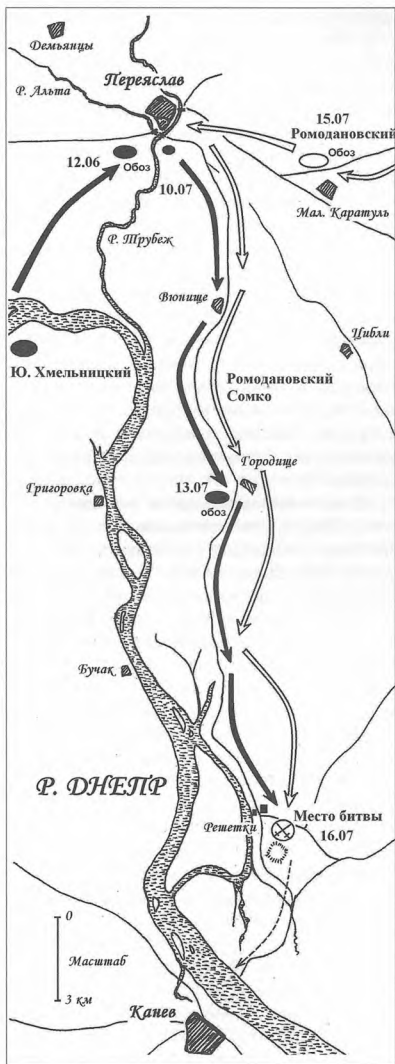 Демьянцы
Переяслав
Р. Альта
15.07
Ромодановский
Обоз
12.06
Обоз
10.07
Мал. Каратуль
Р. Трубеж
Вюнище
Цибли
Ю. Хмельницкий
Ромодановский
Сомко
Городище
Григоровка
13.07
обоз
Бучак
Р. ДНЕПР
Место битвы
16.07
Решетки
0
Масштаб
3 км
Канев